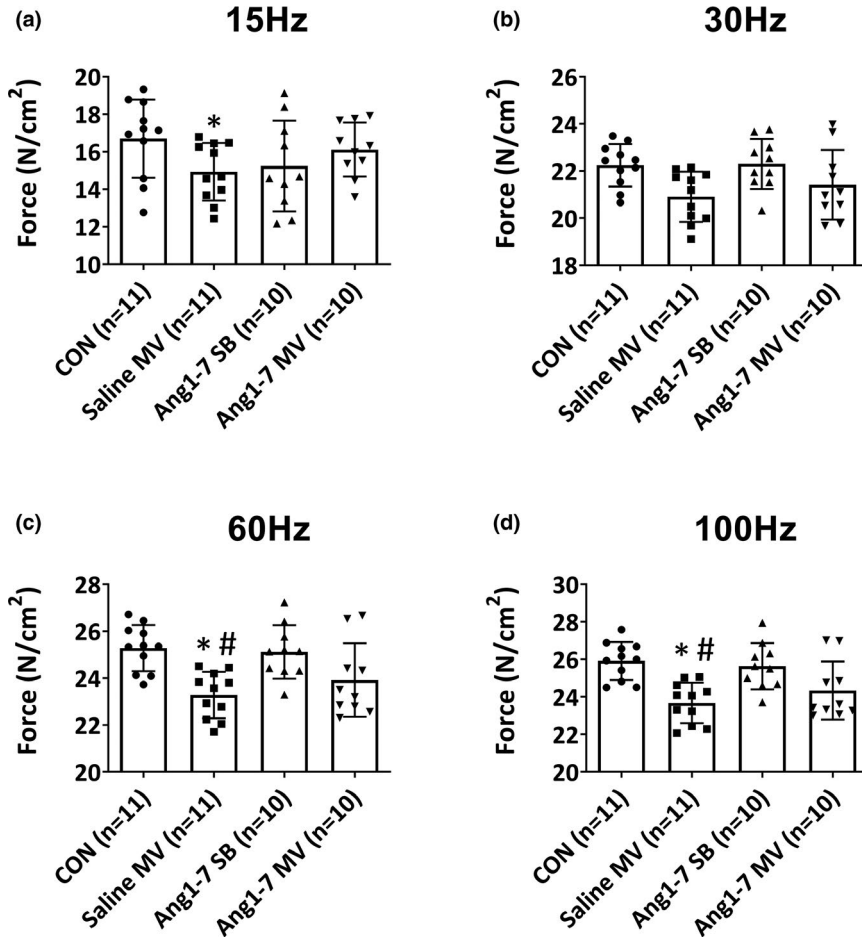 (a) 15Hz
Force (N/cm²)
20
18
16
14
12
10
*
CON (n=11)
Saline MV (n=11)
Ang1-7 SB (n=10)
Ang1-7 MV (n=10)
(b) 30Hz
Force (N/cm²)
26
24
22
20
18
CON (n=11)
Saline MV (n=11)
Ang1-7 SB (n=10)
Ang1-7 MV (n=10)
(c) 60Hz
Force (N/cm²)
28
26
24
22
20
* #
CON (n=11)
Saline MV (n=11)
Ang1-7 SB (n=10)
Ang1-7 MV (n=10)
(d) 100Hz
Force (N/cm²)
30
28
26
24
22
20
* #
CON (n=11)
Saline MV (n=11)
Ang1-7 SB (n=10)
Ang1-7 MV (n=10)